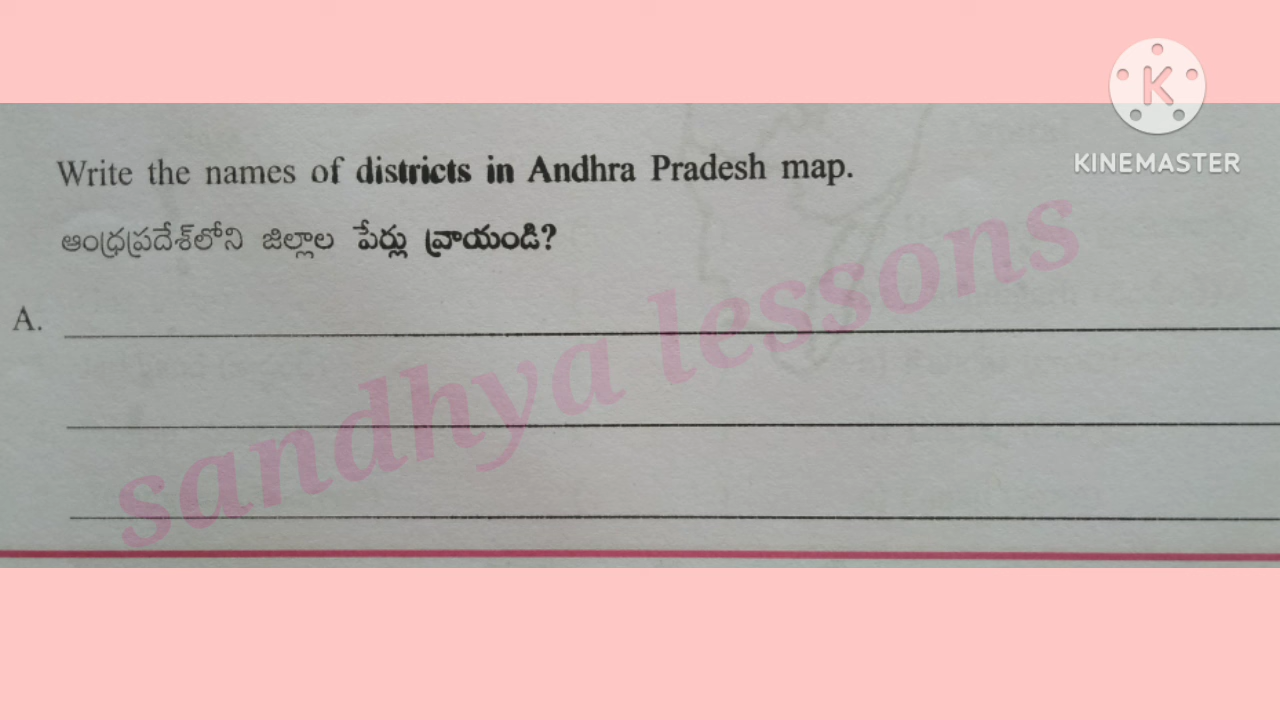 KINEMASTER
Write the names of districts in Andhra Pradesh map.
ఆంధ్రప్రదేశ్‌లోని జిల్లాల పేర్లు వ్రాయండి?
A.
sandhya lessons